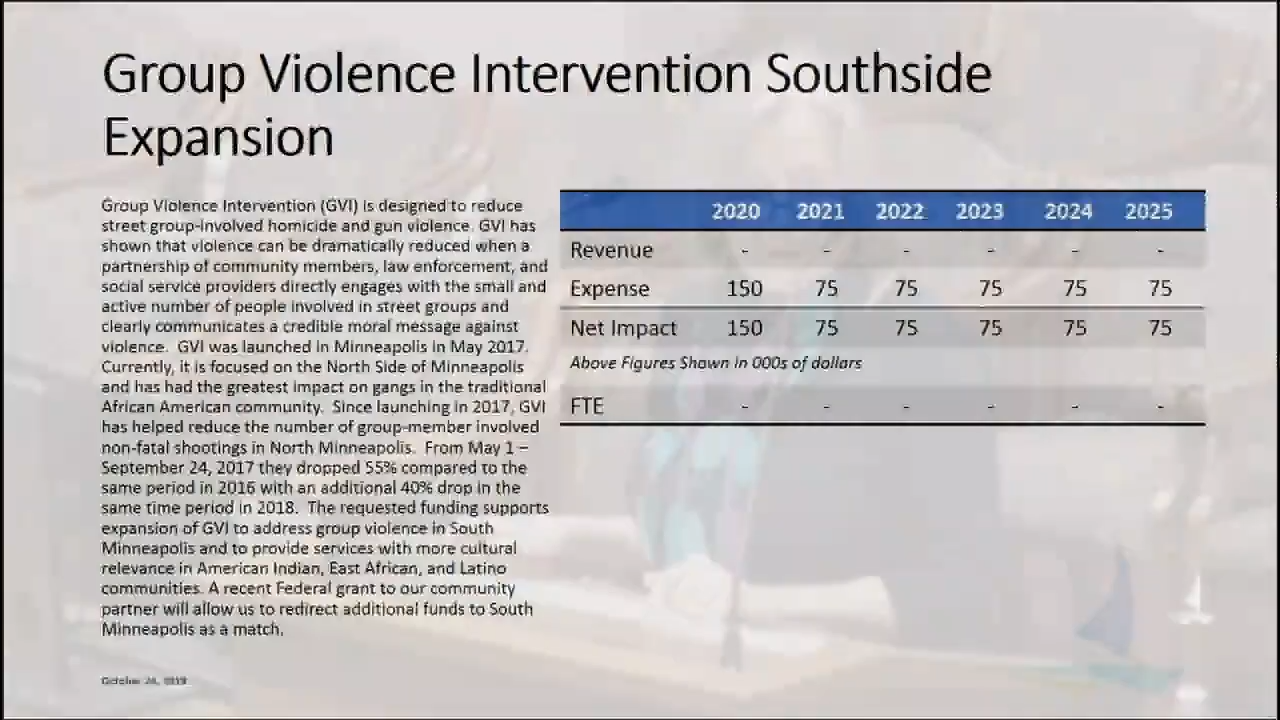 Group Violence Intervention Southside
Expansion
Group Violence Intervention (GVI) is designed to reduce
street group-involved homicide and gun violence. GVI has
shown that violence can be dramatically reduced when a
partnership of community members, law enforcement, and
social service providers directly engages with the small and
active number of people involved in street groups and
clearly communicates a credible moral message against
violence. GVI was launched in Minneapolis in May 2017.
Currently, it is focused on the North Side of Minneapolis
and has had the greatest impact on gangs in the traditional
African American community. Since launching in 2017, GVI
has helped reduce the number of group-member involved
non-fatal shootings in North Minneapolis. From May 1 –
September 24, 2017 they dropped 55% compared to the
same period in 2016 with an additional 40% drop in the
same time period in 2018. The requested funding supports
expansion of GVI to address group violence in South
Minneapolis and to provide services with more cultural
relevance in American Indian, East African, and Latino
communities. A recent Federal grant to our community
partner will allow us to redirect additional funds to South
Minneapolis as a match.
2020 2021 2022 2023 2024 2025
Revenue - - - - - -
Expense 150 75 75 75 75 75
Net Impact 150 75 75 75 75 75
Above Figures Shown in 000s of dollars
FTE - - - - - -
October